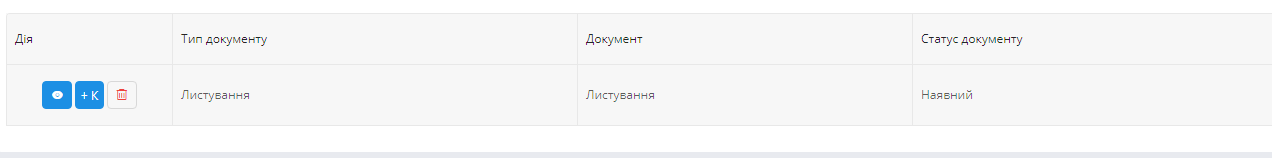 Дія Тип документу Документ Статус документу
+ К Листування Листування Наявний